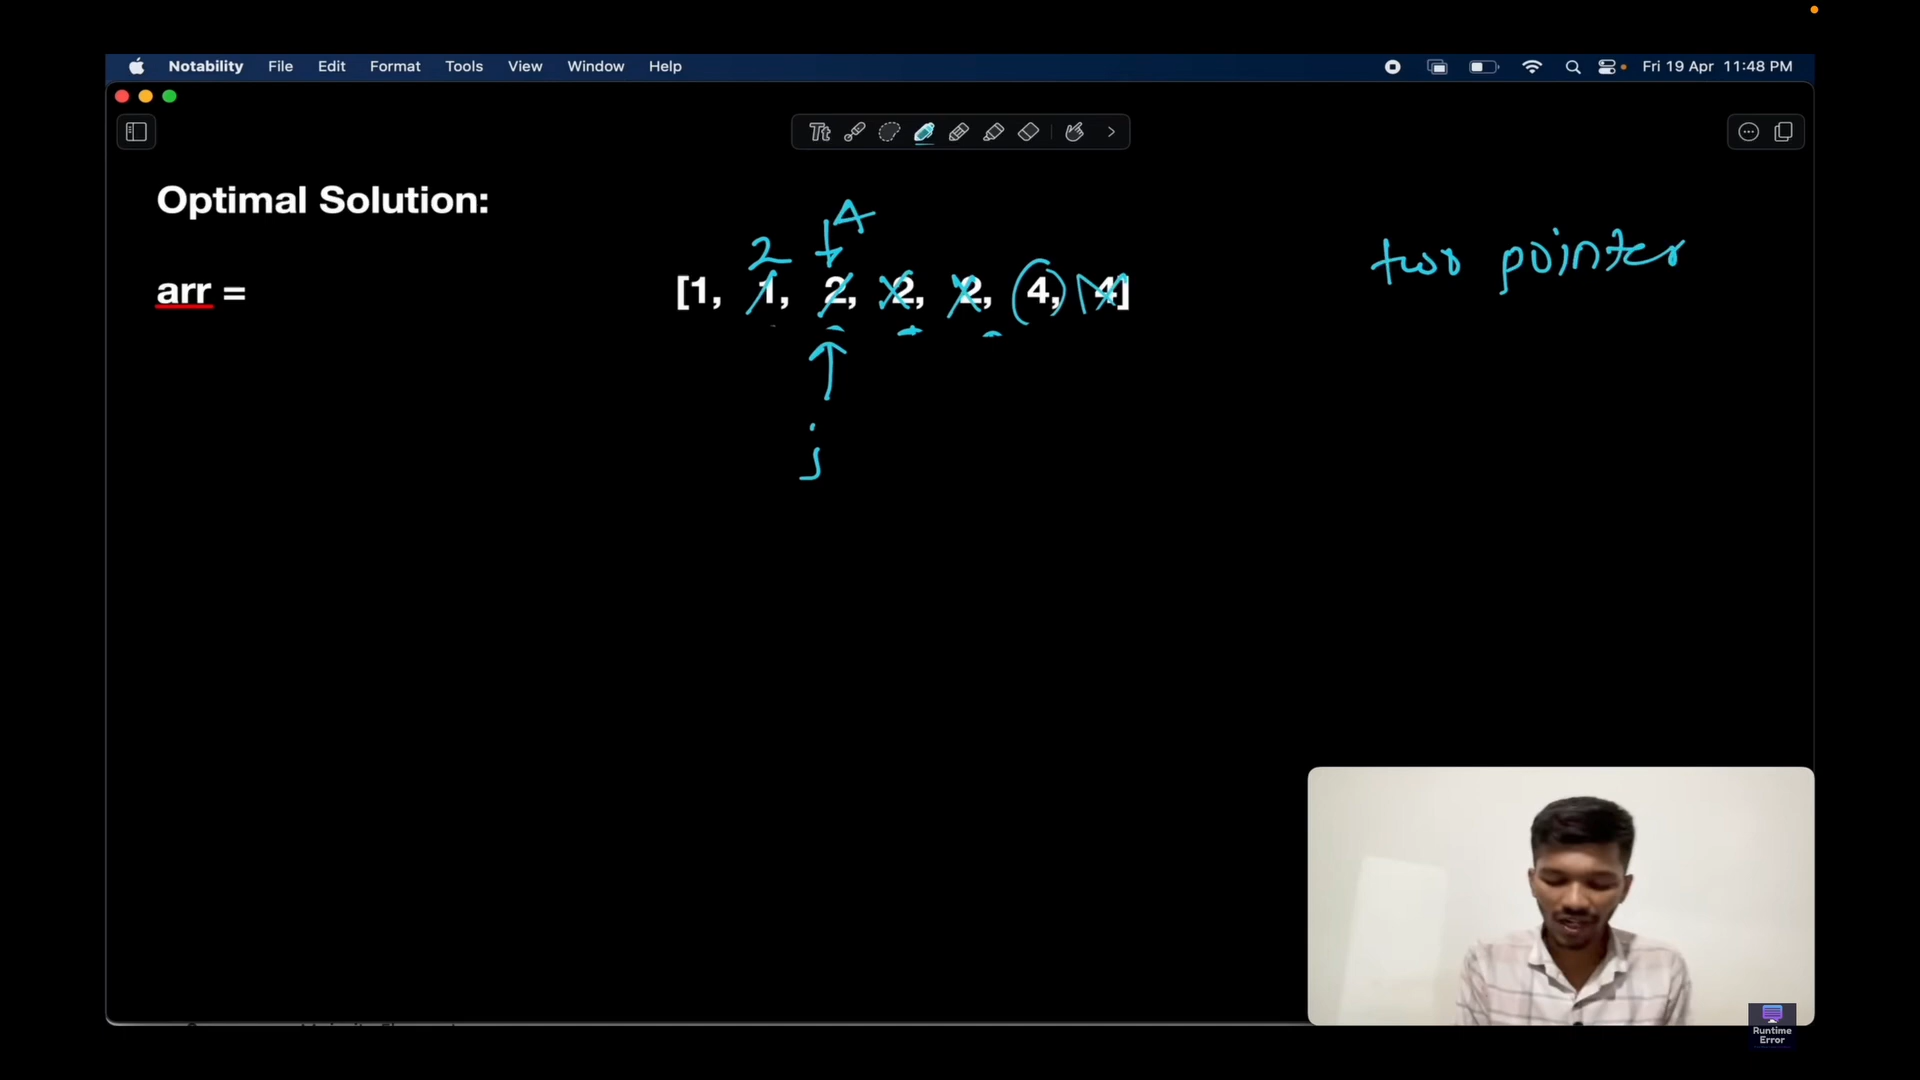 Notability File Edit Format Tools View Window Help Fri 19 Apr 11:48 PM
Tt
Optimal Solution:
4
2
two pointer
arr = [1, 1, 2, 2, 2, 4, 4]
j
Runtime
Error